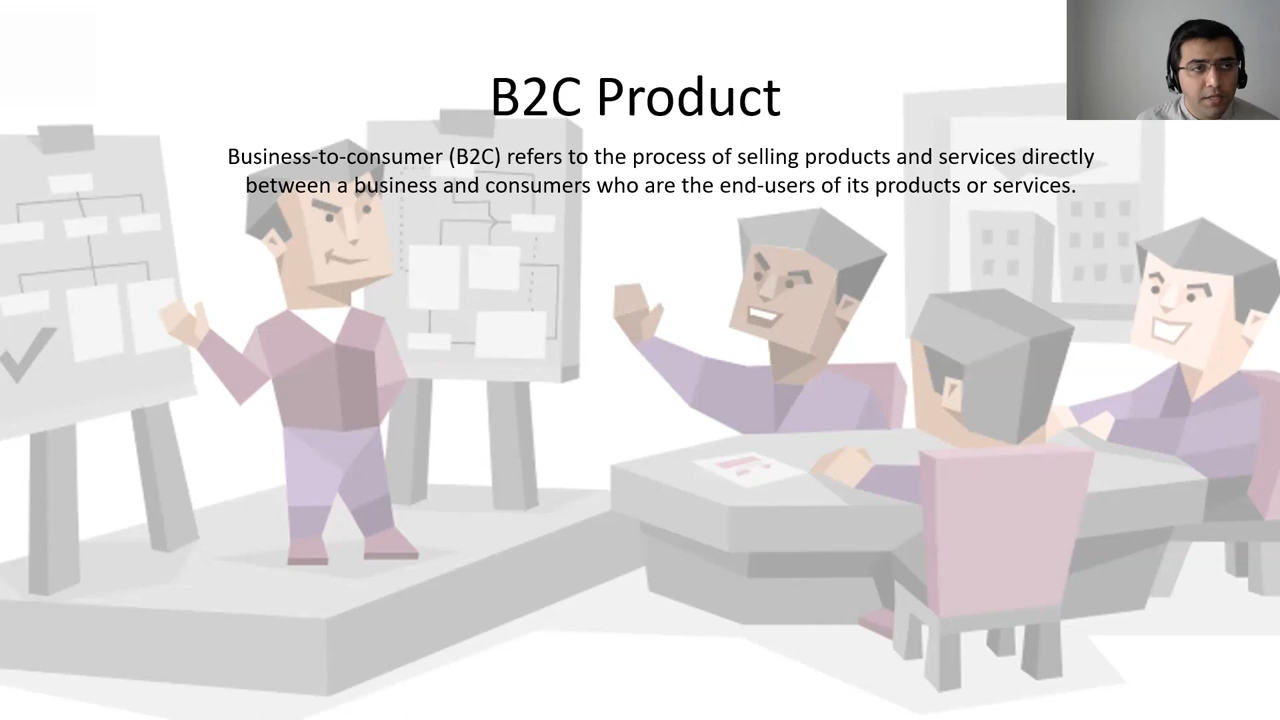 B2C Product
Business-to-consumer (B2C) refers to the process of selling products and services directly
between a business and consumers who are the end-users of its products or services.